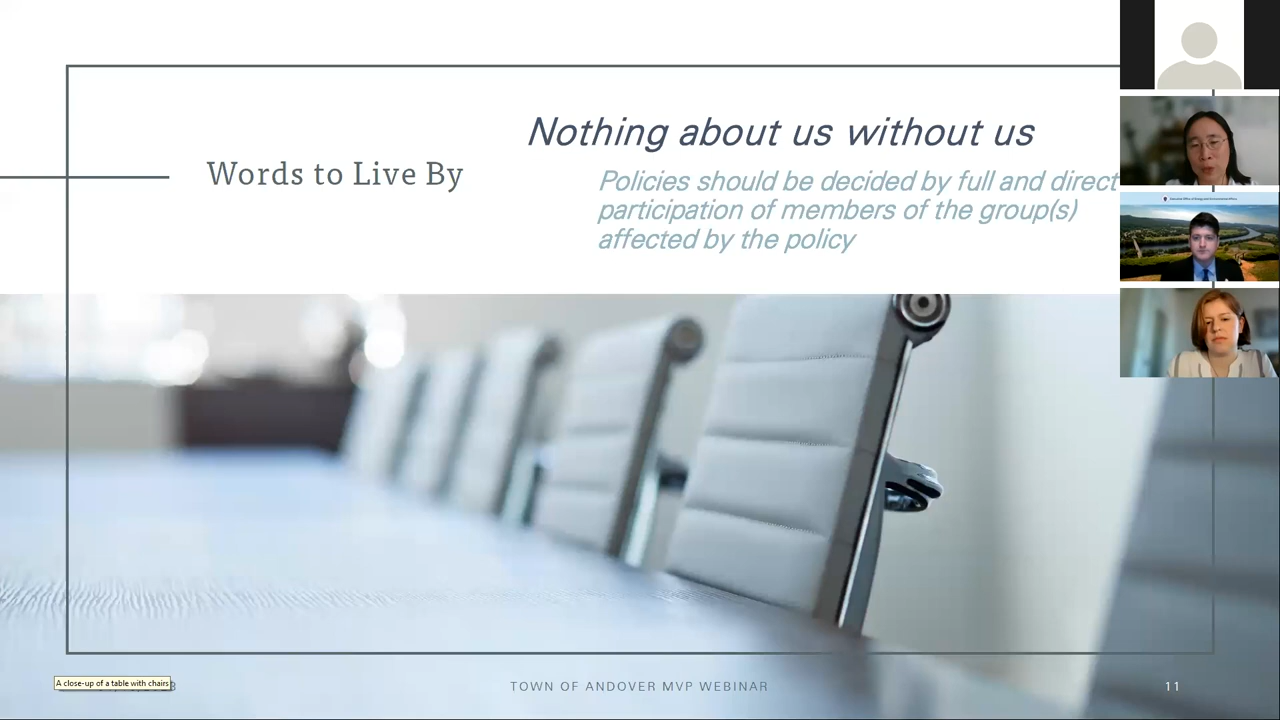 Nothing about us without us
Words to Live By
Policies should be decided by full and direct
participation of members of the group(s)
affected by the policy
A close-up of a table with chairs
TOWN OF ANDOVER MVP WEBINAR
11